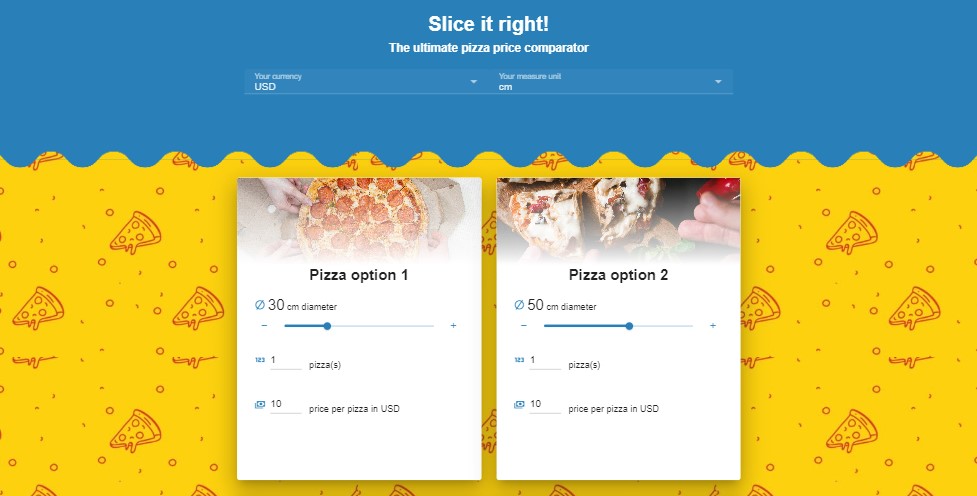 Slice it right!
The ultimate pizza price comparator
Your currency
USD
Your measure unit
cm
Pizza option 1
30 cm diameter
− +
123 1 pizza(s)
10 price per pizza in USD
Pizza option 2
50 cm diameter
− +
123 1 pizza(s)
10 price per pizza in USD